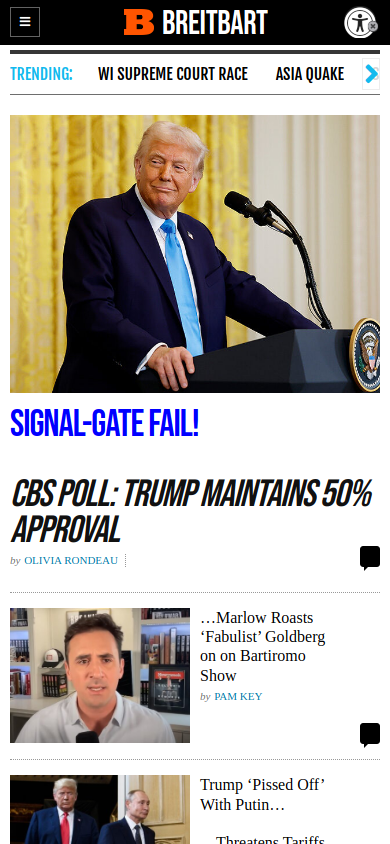 BREITBART
TRENDING: WI SUPREME COURT RACE ASIA QUAKE
SIGNAL-GATE FAIL!
CBS POLL: TRUMP MAINTAINS 50%
APPROVAL
by OLIVIA RONDEAU
…Marlow Roasts
‘Fabulist’ Goldberg
on on Bartiromo
Show
by PAM KEY
Trump ‘Pissed Off’
With Putin…
…Threatens Tariffs